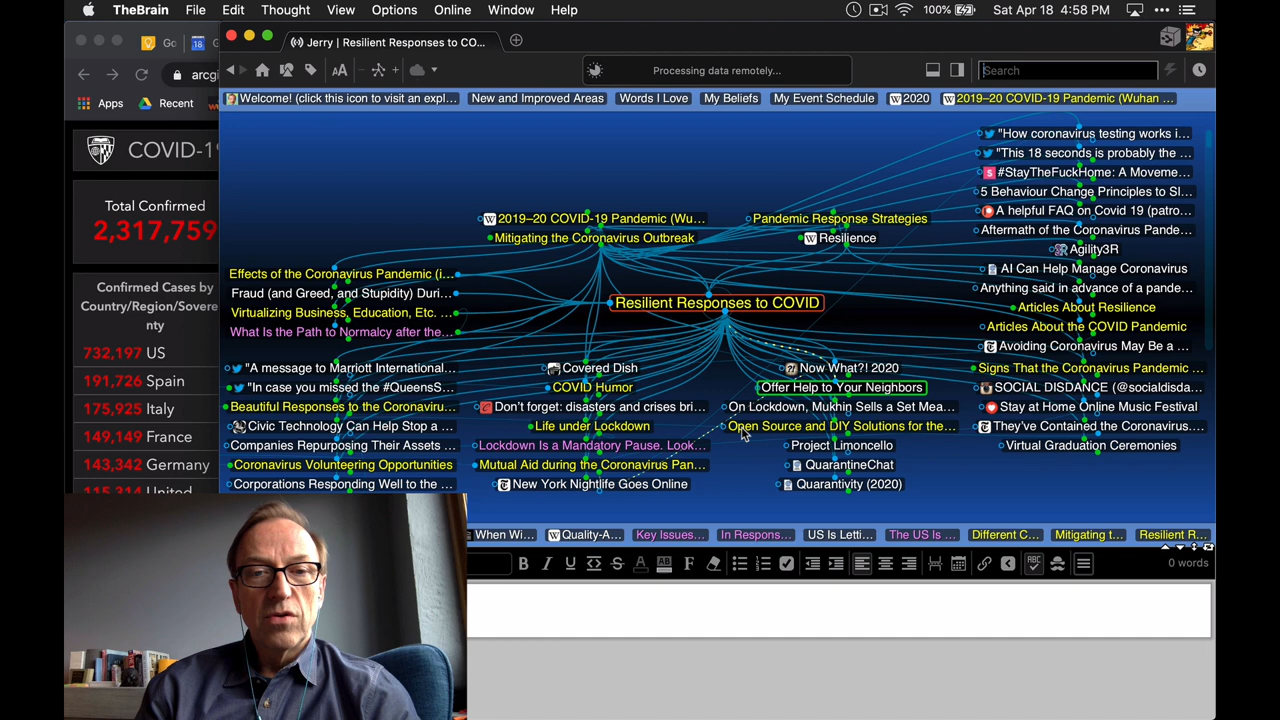 TheBrain File Edit Thought View Options Online Window Help 100% Sat Apr 18 4:58 PM
Jerry | Resilient Responses to CO...
Processing data remotely...
Search
Go
18
arcgi
Apps Recent
Welcome! (click this icon to visit an expl... New and Improved Areas Words I Love My Beliefs My Event Schedule 2020 2019–20 COVID-19 Pandemic (Wuhan ...
COVID-19
Total Confirmed
2,317,759
Confirmed Cases by
Country/Region/Sovere
nty
732,197 US
191,726 Spain
175,925 Italy
149,149 France
143,342 Germany
115,314 United
2019–20 COVID-19 Pandemic (Wu...
Mitigating the Coronavirus Outbreak
Pandemic Response Strategies
Resilience
Effects of the Coronavirus Pandemic (i...
Fraud (and Greed, and Stupidity) Duri...
Virtualizing Business, Education, Etc. ...
What Is the Path to Normalcy after the...
Resilient Responses to COVID
"A message to Marriott International...
"In case you missed the #QueensS...
Beautiful Responses to the Coronaviru...
Civic Technology Can Help Stop a ...
Companies Repurposing Their Assets ...
Coronavirus Volunteering Opportunities
Corporations Responding Well to the ...
Covered Dish
COVID Humor
Don't forget: disasters and crises bri...
Life under Lockdown
Lockdown Is a Mandatory Pause. Look...
Mutual Aid during the Coronavirus Pan...
New York Nightlife Goes Online
Now What?! 2020
Offer Help to Your Neighbors
On Lockdown, Mukhin Sells a Set Mea...
Open Source and DIY Solutions for the...
Project Limoncello
QuarantineChat
Quarantivity (2020)
"How coronavirus testing works i...
"This 18 seconds is probably the ...
#StayTheFuckHome: A Moveme...
5 Behaviour Change Principles to Sl...
A helpful FAQ on Covid 19 (patro...
Aftermath of the Coronavirus Pande...
Agility3R
AI Can Help Manage Coronavirus
Anything said in advance of a pande...
Articles About Resilience
Articles About the COVID Pandemic
Avoiding Coronavirus May Be a ...
Signs That the Coronavirus Pandemic ...
SOCIAL DISDANCE (@socialdisda...
Stay at Home Online Music Festival
They've Contained the Coronavirus....
Virtual Graduation Ceremonies
When Wi... Quality-A... Key Issues... In Respons... US Is Letti... The US Is ... Different C... Mitigating t... Resilient R...
0 words